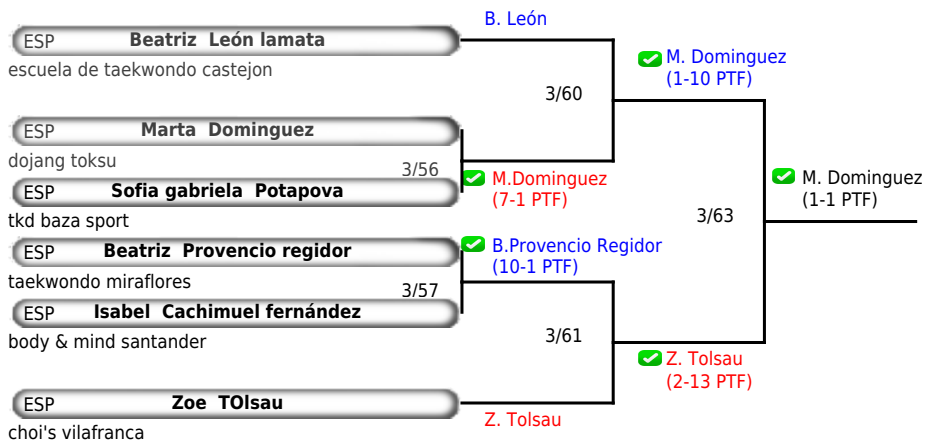 B. León
ESP Beatriz León lamata
escuela de taekwondo castejon
M. Dominguez
(1-10 PTF)
3/60
ESP Marta Dominguez
dojang toksu
3/56
M.Dominguez
(7-1 PTF)
ESP Sofia gabriela Potapova
tkd baza sport
M. Dominguez
(1-1 PTF)
3/63
ESP Beatriz Provencio regidor
taekwondo miraflores
B.Provencio Regidor
(10-1 PTF)
3/57
ESP Isabel Cachimuel fernández
body & mind santander
3/61
Z. Tolsau
(2-13 PTF)
ESP Zoe TOlsau
choi's vilafranca
Z. Tolsau